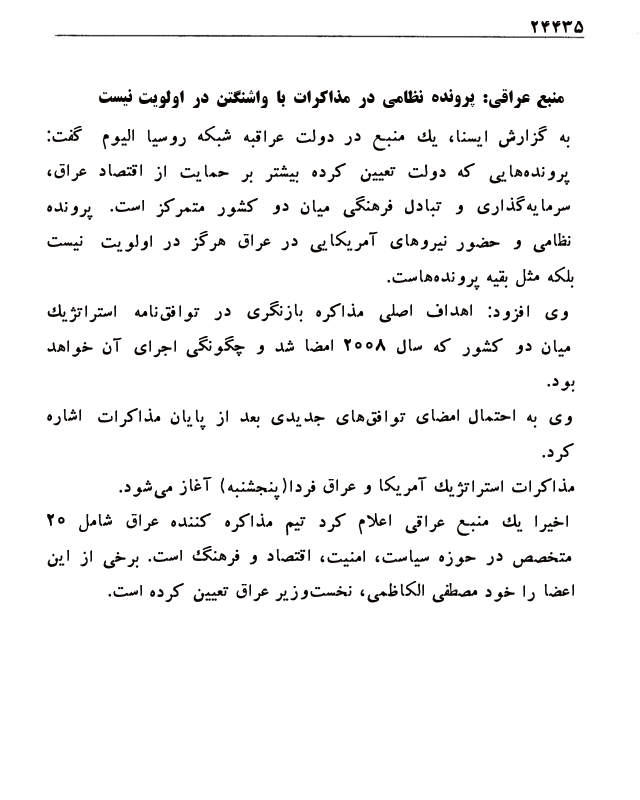 ۲۴۴۳۵
منبع عراقی: پرونده نظامی در مذاکرات با واشنگتن در اولویت نیست
به گزارش ایسنا، یك منبع در دولت عراقبه شبکه روسیا الیوم گفت:
پرونده‌هایی که دولت تعیین کرده بیشتر بر حمایت از اقتصاد عراق،
سرمایه‌گذاری و تبادل فرهنگی میان دو کشور متمرکز است. پرونده
نظامی و حضور نیروهای آمریکایی در عراق هرگز در اولویت نیست
بلکه مثل بقیه پرونده‌هاست.
وی افزود: اهداف اصلی مذاکره بازنگری در توافق‌نامه استراتژیك
میان دو کشور که سال ۲۰۰۸ امضا شد و چگونگی اجرای آن خواهد
بود.
وی به احتمال امضای توافق‌های جدیدی بعد از پایان مذاکرات اشاره
کرد.
مذاکرات استراتژیك آمریکا و عراق فردا(پنجشنبه) آغاز می‌شود.
اخیرا یك منبع عراقی اعلام کرد تیم مذاکره کننده عراق شامل ۲۰
متخصص در حوزه سیاست، امنیت، اقتصاد و فرهنگ است. برخی از این
اعضا را خود مصطفی الکاظمی، نخست‌وزیر عراق تعیین کرده است.